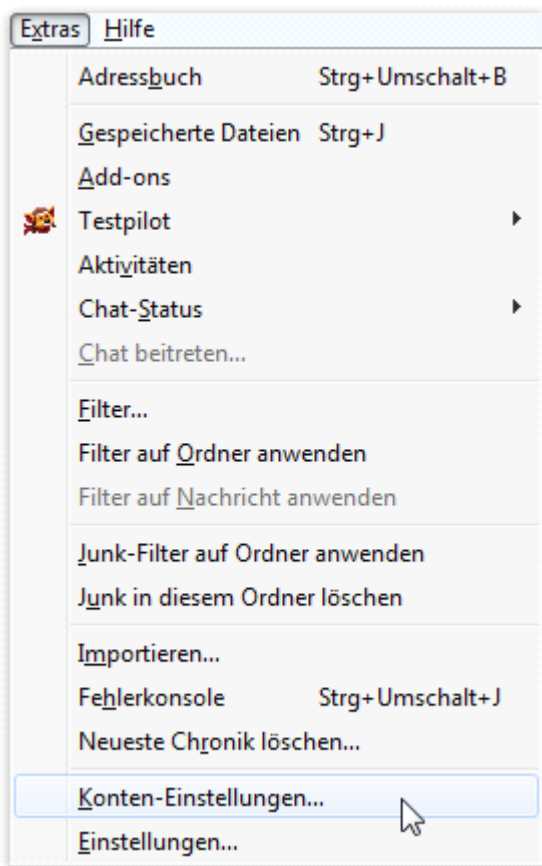 Extras Hilfe
Adressbuch Strg+Umschalt+B
Gespeicherte Dateien Strg+J
Add-ons
Testpilot
Aktivitäten
Chat-Status
Chat beitreten...
Filter...
Filter auf Ordner anwenden
Filter auf Nachricht anwenden
Junk-Filter auf Ordner anwenden
Junk in diesem Ordner löschen
Importieren...
Fehlerkonsole Strg+Umschalt+J
Neueste Chronik löschen...
Konten-Einstellungen...
Einstellungen...